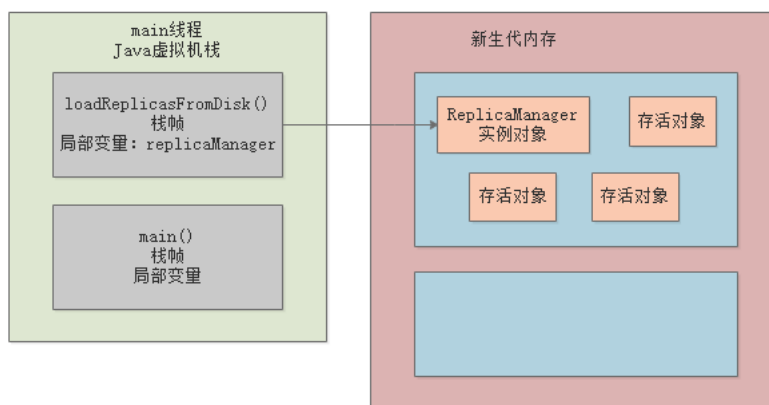 main线程
Java虚拟机栈
loadReplicasFromDisk()
栈帧
局部变量：replicaManager
main()
栈帧
局部变量
新生代内存
ReplicaManager
实例对象
存活对象
存活对象
存活对象